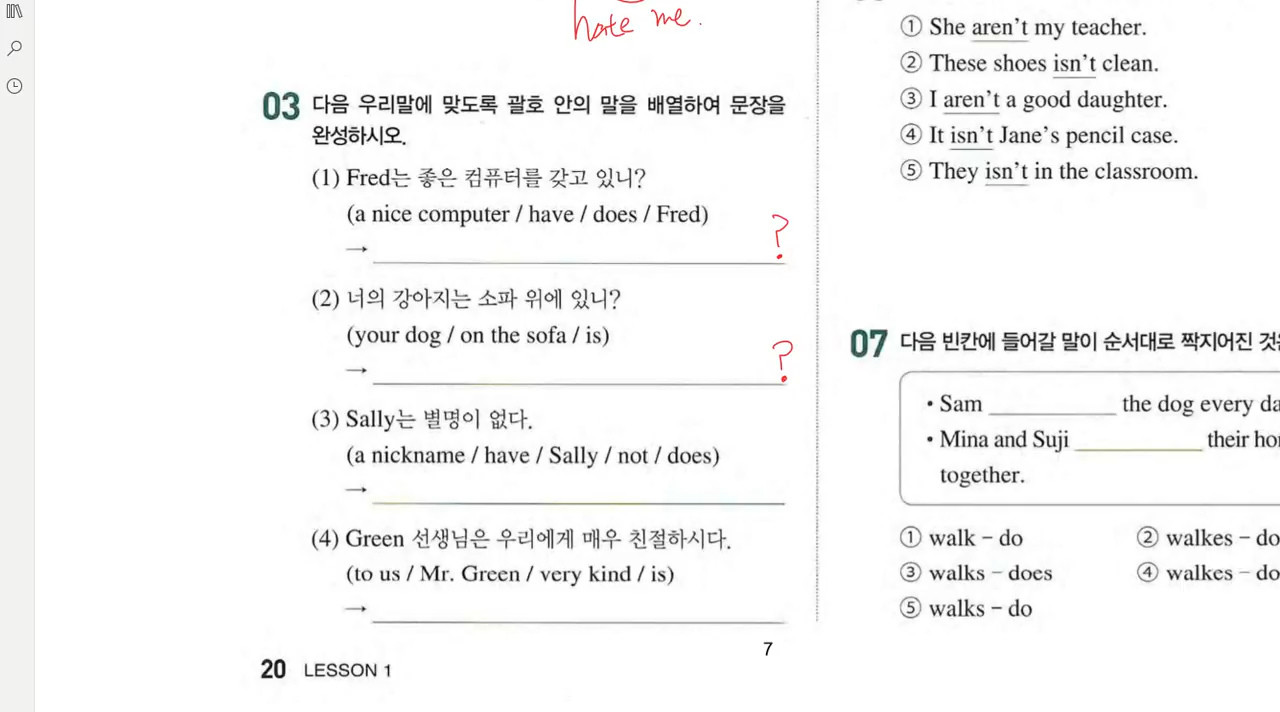 hate me.
03 다음 우리말에 맞도록 괄호 안의 말을 배열하여 문장을
완성하시오.
(1) Fred는 좋은 컴퓨터를 갖고 있니?
(a nice computer / have / does / Fred)
→ ?
(2) 너의 강아지는 소파 위에 있니?
(your dog / on the sofa / is)
→ ?
(3) Sally는 별명이 없다.
(a nickname / have / Sally / not / does)
→
(4) Green 선생님은 우리에게 매우 친절하시다.
(to us / Mr. Green / very kind / is)
→
20 LESSON 1
7
① She aren't my teacher.
② These shoes isn't clean.
③ I aren't a good daughter.
④ It isn't Jane's pencil case.
⑤ They isn't in the classroom.
07 다음 빈칸에 들어갈 말이 순서대로 짝지어진 것
• Sam ____ the dog every da
• Mina and Suji ____ their ho
together.
① walk – do
② walkes – do
③ walks – does
④ walkes – do
⑤ walks – do